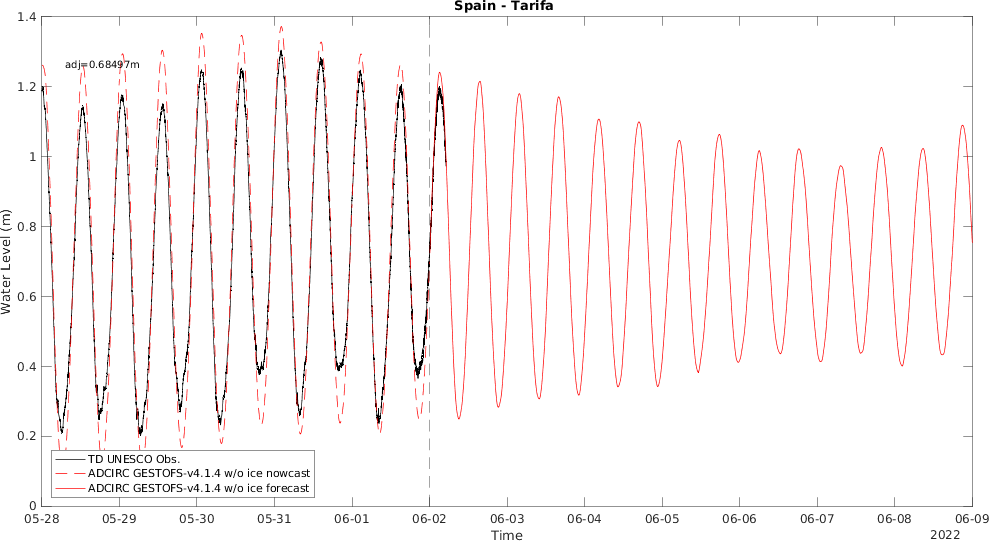 Spain - Tarifa
1.4
1.2
1
0.8
0.6
0.4
0.2
0
Water Level (m)
adj=0.68497m
TD UNESCO Obs.
ADCIRC GESTOFS-v4.1.4 w/o ice nowcast
ADCIRC GESTOFS-v4.1.4 w/o ice forecast
05-28 05-29 05-30 05-31 06-01 06-02 06-03 06-04 06-05 06-06 06-07 06-08 06-09
Time
2022